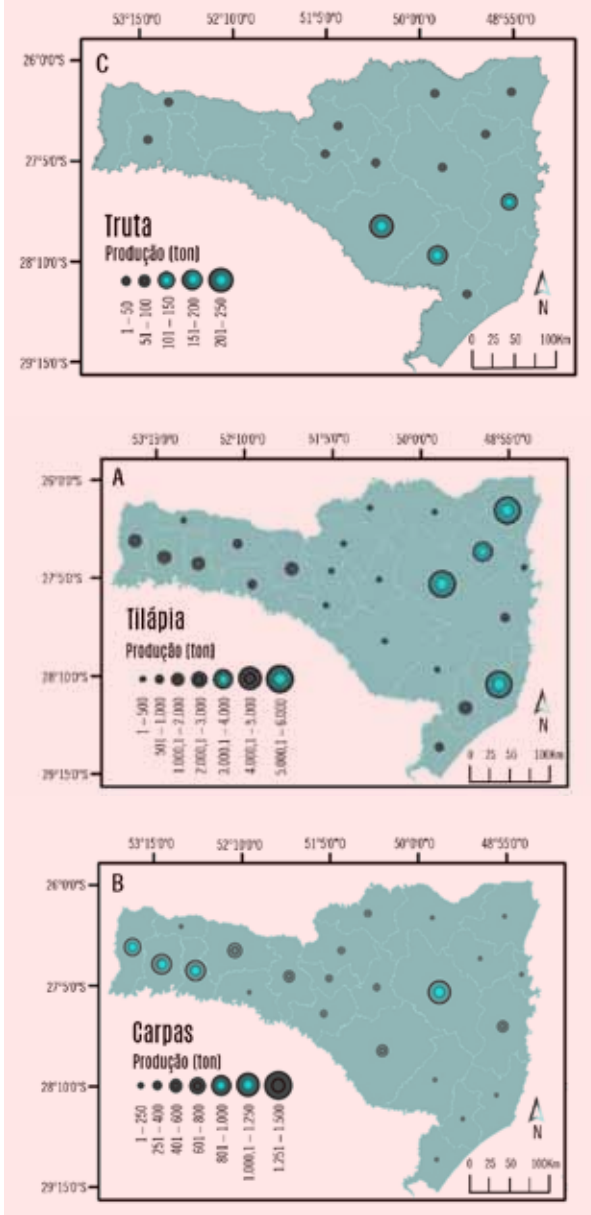 53°15'0"O 52°10'0"O 51°5'0"O 50°0'0"O 48°55'0"O
26°0'0"S
C
27°5'0"S
28°10'0"S
29°15'0"S
Truta
Produção (ton)
1 – 50
51 – 100
101 – 150
151 – 200
201 – 250
N
0 25 50 100Km
53°15'0"O 52°10'0"O 51°5'0"O 50°0'0"O 48°55'0"O
26°0'0"S
A
27°5'0"S
28°10'0"S
29°15'0"S
Tilápia
Produção (ton)
1 – 500
501 – 1.000
1.000,1 – 2.000
2.000,1 – 3.000
3.000,1 – 4.000
4.000,1 – 5.000
5.000,1 – 6.000
N
0 25 50 100Km
53°15'0"O 52°10'0"O 51°5'0"O 50°0'0"O 48°55'0"O
26°0'0"S
B
27°5'0"S
28°10'0"S
29°15'0"S
Carpas
Produção (ton)
1 – 250
251 – 400
401 – 600
601 – 800
801 – 1.000
1.000,1 – 1.250
1.251 – 1.500
N
0 25 50 100Km